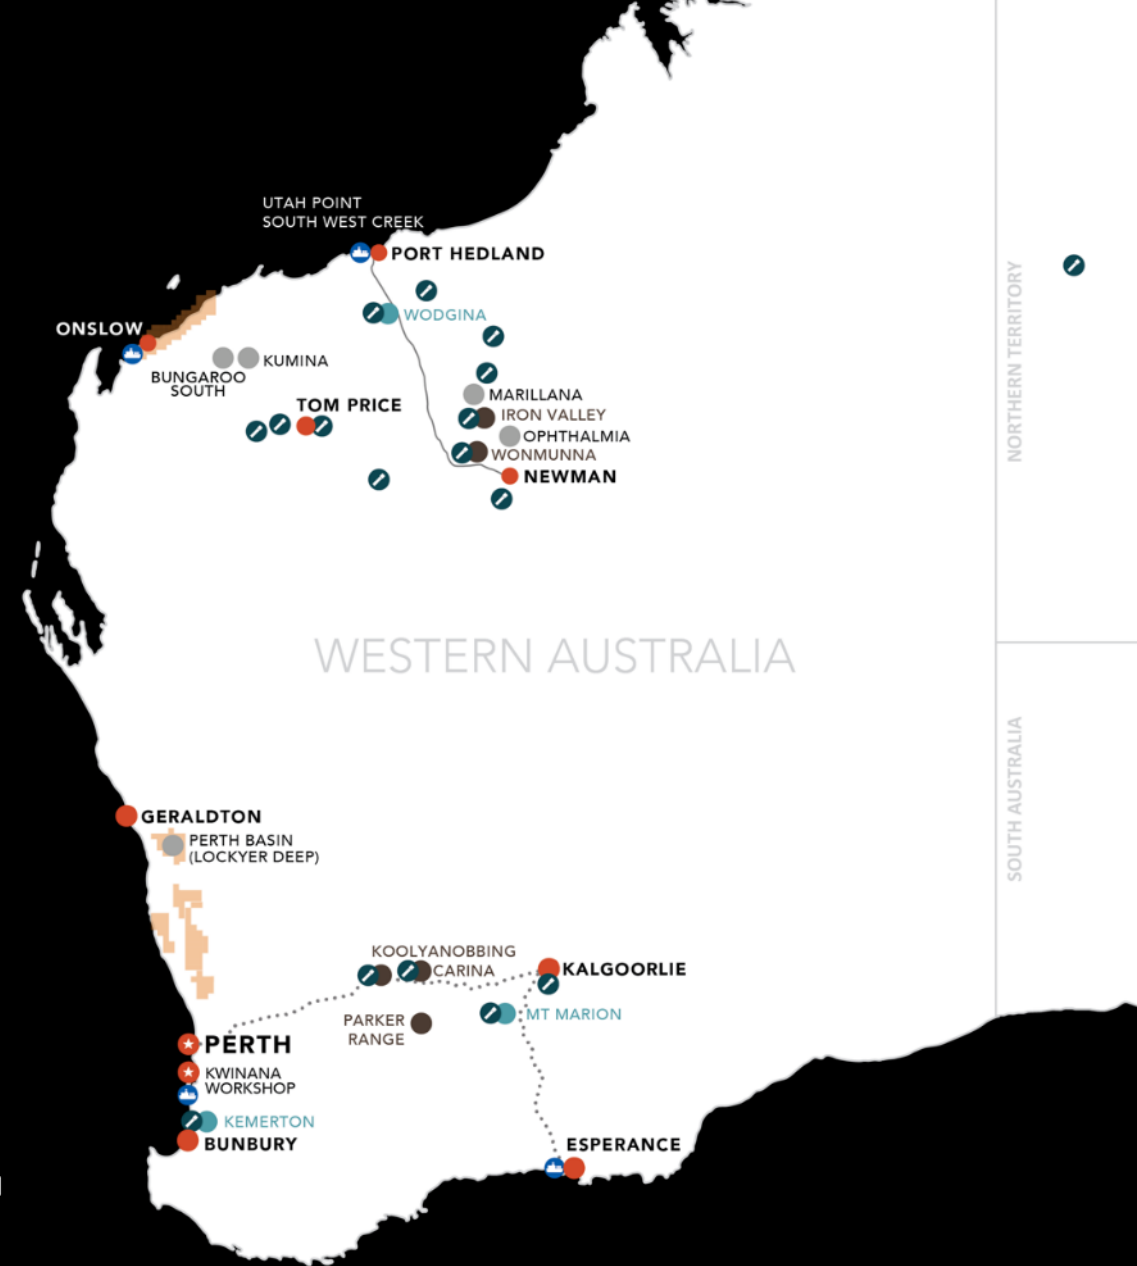 UTAH POINT
SOUTH WEST CREEK
PORT HEDLAND
WODGINA
ONSLOW
KUMINA
BUNGAROO
SOUTH
MARILLANA
TOM PRICE
IRON VALLEY
OPHTHALMIA
WONMUNNA
NEWMAN
NORTHERN TERRITORY
WESTERN AUSTRALIA
SOUTH AUSTRALIA
GERALDTON
PERTH BASIN
(LOCKYER DEEP)
KOOLYANOBBING
CARINA
KALGOORLIE
MT MARION
PARKER
RANGE
PERTH
KWINANA
WORKSHOP
KEMERTON
BUNBURY
ESPERANCE